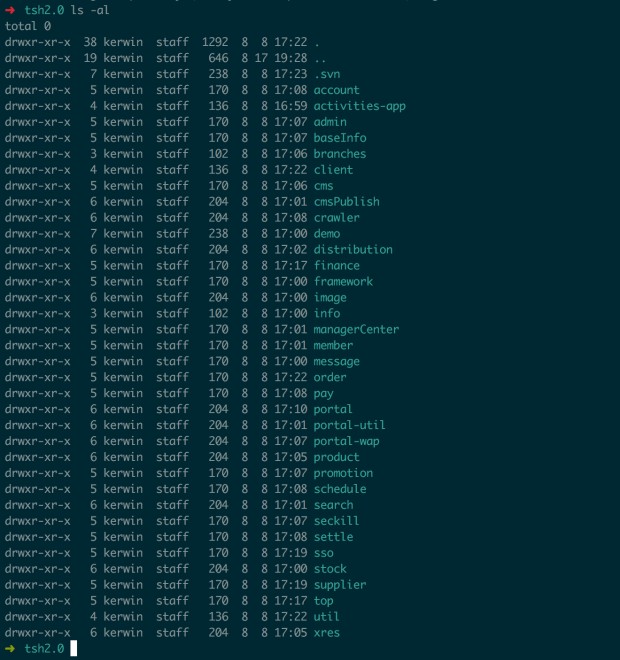 ➜ tsh2.0 ls -al
total 0
drwxr-xr-x 38 kerwin staff 1292 8 8 17:22 .
drwxr-xr-x 19 kerwin staff 646 8 17 19:28 ..
drwxr-xr-x 7 kerwin staff 238 8 8 17:23 .svn
drwxr-xr-x 5 kerwin staff 170 8 8 17:08 account
drwxr-xr-x 4 kerwin staff 136 8 8 16:59 activities-app
drwxr-xr-x 5 kerwin staff 170 8 8 17:07 admin
drwxr-xr-x 5 kerwin staff 170 8 8 17:07 baseInfo
drwxr-xr-x 3 kerwin staff 102 8 8 17:06 branches
drwxr-xr-x 4 kerwin staff 136 8 8 17:22 client
drwxr-xr-x 5 kerwin staff 170 8 8 17:06 cms
drwxr-xr-x 6 kerwin staff 204 8 8 17:01 cmsPublish
drwxr-xr-x 6 kerwin staff 204 8 8 17:08 crawler
drwxr-xr-x 7 kerwin staff 238 8 8 17:00 demo
drwxr-xr-x 6 kerwin staff 204 8 8 17:02 distribution
drwxr-xr-x 5 kerwin staff 170 8 8 17:17 finance
drwxr-xr-x 5 kerwin staff 170 8 8 17:00 framework
drwxr-xr-x 6 kerwin staff 204 8 8 17:00 image
drwxr-xr-x 3 kerwin staff 102 8 8 17:00 info
drwxr-xr-x 5 kerwin staff 170 8 8 17:01 managerCenter
drwxr-xr-x 5 kerwin staff 170 8 8 17:01 member
drwxr-xr-x 5 kerwin staff 170 8 8 17:00 message
drwxr-xr-x 5 kerwin staff 170 8 8 17:22 order
drwxr-xr-x 5 kerwin staff 170 8 8 17:08 pay
drwxr-xr-x 6 kerwin staff 204 8 8 17:10 portal
drwxr-xr-x 6 kerwin staff 204 8 8 17:01 portal-util
drwxr-xr-x 6 kerwin staff 204 8 8 17:07 portal-wap
drwxr-xr-x 6 kerwin staff 204 8 8 17:05 product
drwxr-xr-x 5 kerwin staff 170 8 8 17:07 promotion
drwxr-xr-x 5 kerwin staff 170 8 8 17:08 schedule
drwxr-xr-x 6 kerwin staff 204 8 8 17:01 search
drwxr-xr-x 5 kerwin staff 170 8 8 17:07 seckill
drwxr-xr-x 5 kerwin staff 170 8 8 17:08 settle
drwxr-xr-x 5 kerwin staff 170 8 8 17:19 sso
drwxr-xr-x 6 kerwin staff 204 8 8 17:00 stock
drwxr-xr-x 5 kerwin staff 170 8 8 17:19 supplier
drwxr-xr-x 5 kerwin staff 170 8 8 17:17 top
drwxr-xr-x 4 kerwin staff 136 8 8 17:22 util
drwxr-xr-x 6 kerwin staff 204 8 8 17:05 xres
➜ tsh2.0